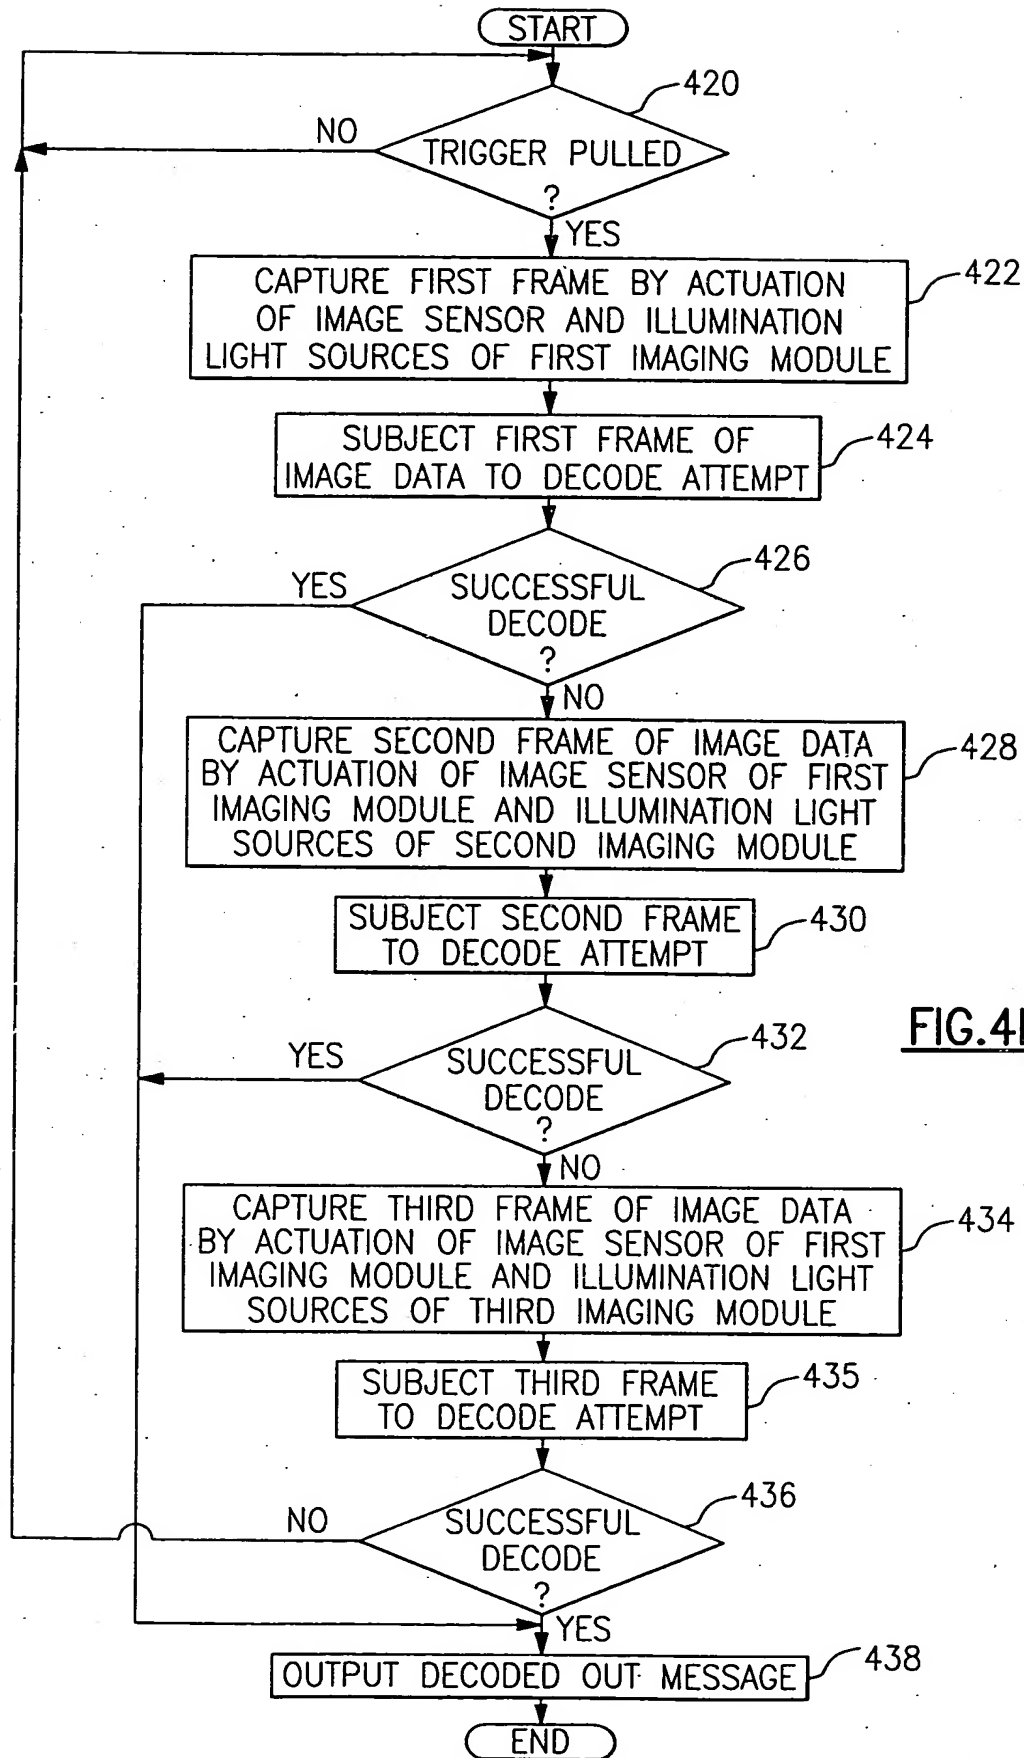 START
420
NO
TRIGGER PULLED
?
YES
CAPTURE FIRST FRAME BY ACTUATION
OF IMAGE SENSOR AND ILLUMINATION
LIGHT SOURCES OF FIRST IMAGING MODULE
422
SUBJECT FIRST FRAME OF
IMAGE DATA TO DECODE ATTEMPT
424
426
YES
SUCCESSFUL
DECODE
?
NO
CAPTURE SECOND FRAME OF IMAGE DATA
BY ACTUATION OF IMAGE SENSOR OF FIRST
IMAGING MODULE AND ILLUMINATION LIGHT
SOURCES OF SECOND IMAGING MODULE
428
SUBJECT SECOND FRAME
TO DECODE ATTEMPT
430
432
YES
SUCCESSFUL
DECODE
?
NO
CAPTURE THIRD FRAME OF IMAGE DATA
BY ACTUATION OF IMAGE SENSOR OF FIRST
IMAGING MODULE AND ILLUMINATION LIGHT
SOURCES OF THIRD IMAGING MODULE
434
SUBJECT THIRD FRAME
TO DECODE ATTEMPT
435
436
NO
SUCCESSFUL
DECODE
?
YES
OUTPUT DECODED OUT MESSAGE
438
END